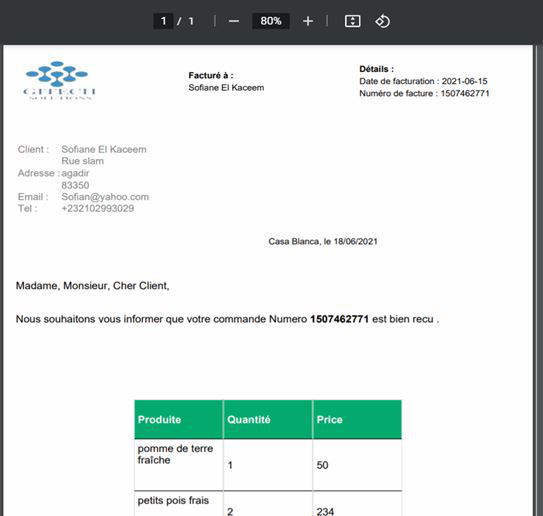 1 / 1
80%
GITECH
SOLUTIONS
Facturé à :
Sofiane El Kaceem
Détails :
Date de facturation : 2021-06-15
Numéro de facture : 1507462771
Client : Sofiane El Kaceem
Rue slam
Adresse : agadir
83350
Email : Sofian@yahoo.com
Tel : +232102993029
Casa Blanca, le 18/06/2021
Madame, Monsieur, Cher Client,
Nous souhaitons vous informer que votre commande Numero 1507462771 est bien recu .
Produite Quantité Price
pomme de terre
fraîche 1 50
petits pois frais
2 234